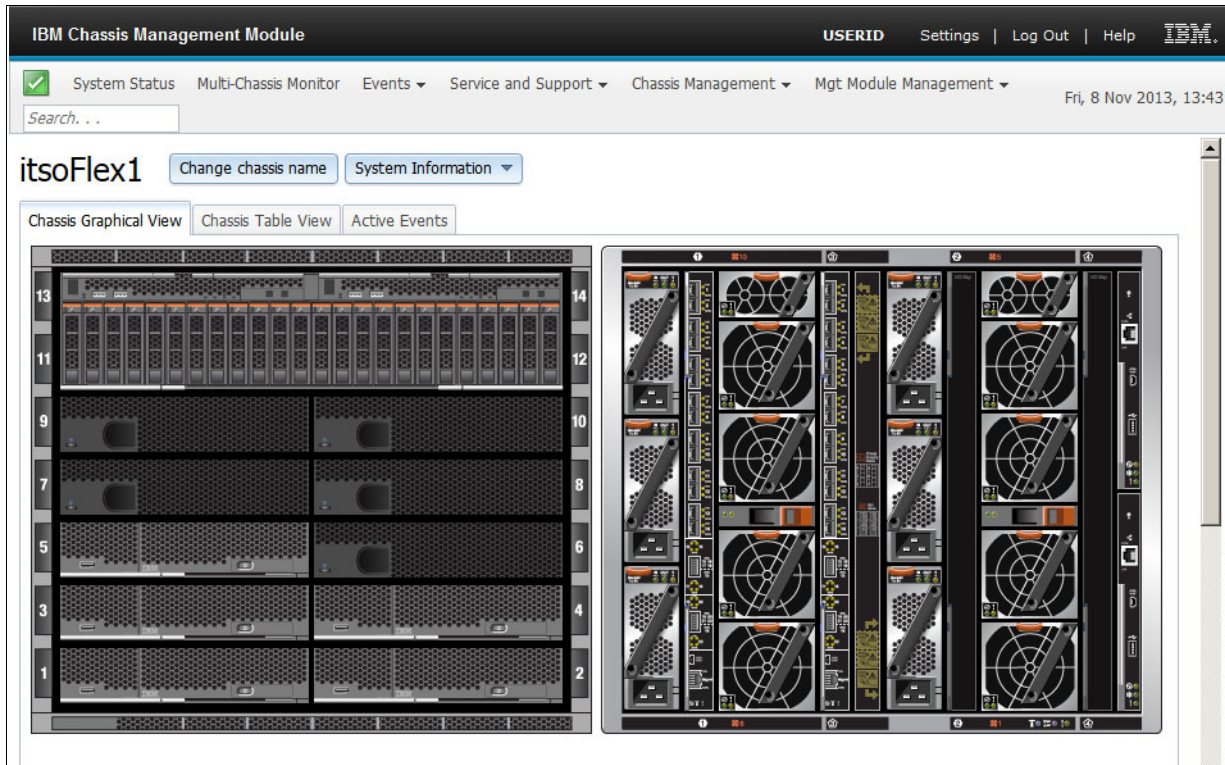 IBM Chassis Management Module
USERID Settings | Log Out | Help IBM.
System Status Multi-Chassis Monitor Events Service and Support Chassis Management Mgt Module Management
Fri, 8 Nov 2013, 13:43
Search. . .
itsoFlex1 Change chassis name System Information
Chassis Graphical View Chassis Table View Active Events
13 14
11 12
9 10
7 8
5 6
3 4
1 2